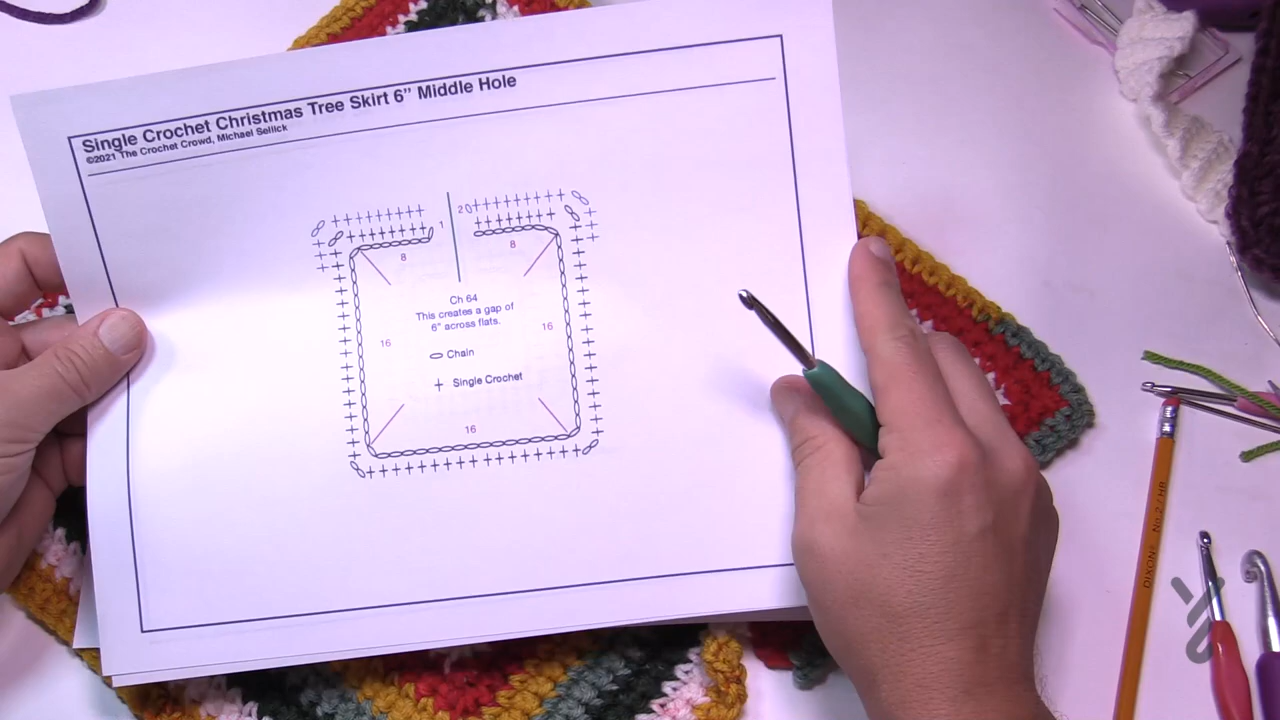 Single Crochet Christmas Tree Skirt 6” Middle Hole
©2021 The Crochet Crowd, Michael Sellick
1
2
8
8
Ch 64
This creates a gap of
6" across flats.
16
16
Chain
Single Crochet
16
DIXON® No. 2 / HB